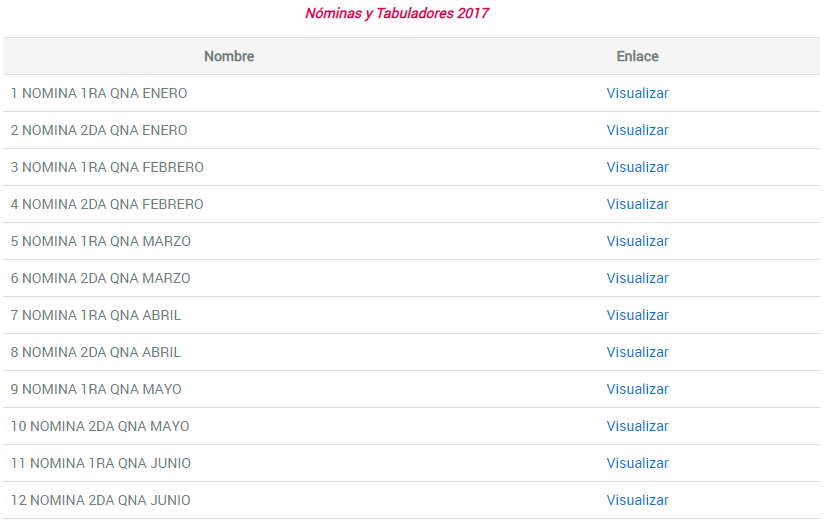 Nóminas y Tabuladores 2017
Nombre Enlace
1 NOMINA 1RA QNA ENERO Visualizar
2 NOMINA 2DA QNA ENERO Visualizar
3 NOMINA 1RA QNA FEBRERO Visualizar
4 NOMINA 2DA QNA FEBRERO Visualizar
5 NOMINA 1RA QNA MARZO Visualizar
6 NOMINA 2DA QNA MARZO Visualizar
7 NOMINA 1RA QNA ABRIL Visualizar
8 NOMINA 2DA QNA ABRIL Visualizar
9 NOMINA 1RA QNA MAYO Visualizar
10 NOMINA 2DA QNA MAYO Visualizar
11 NOMINA 1RA QNA JUNIO Visualizar
12 NOMINA 2DA QNA JUNIO Visualizar